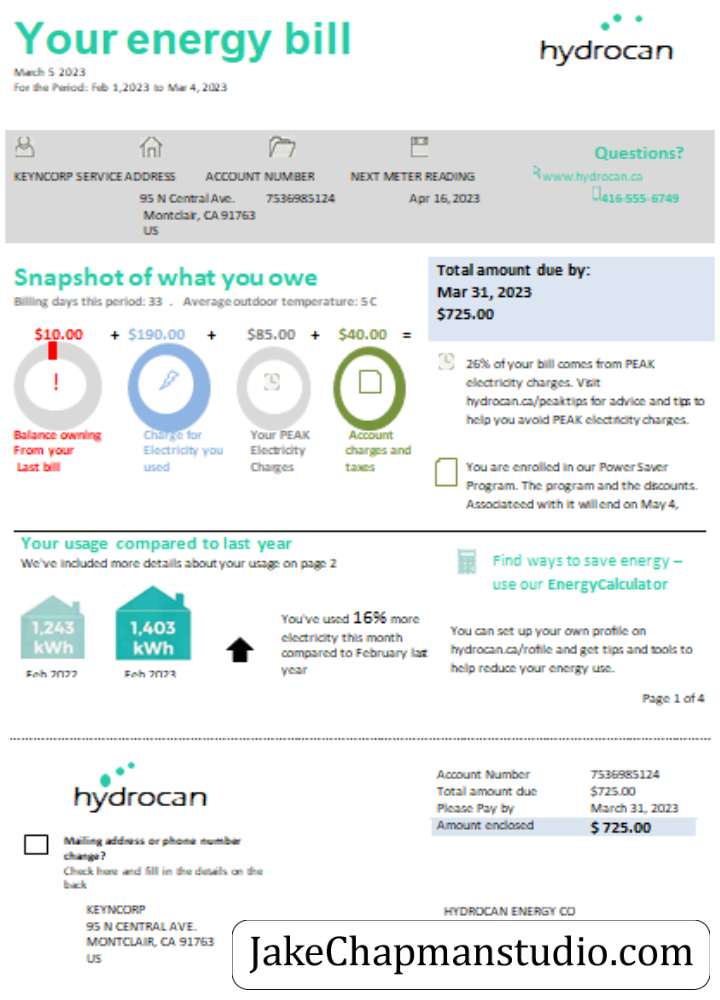 Your energy bill
hydrocan
March 5 2023
For the Period: Feb 1,2023 to Mar 4, 2023
KEYNCORP SERVICE ADDRESS ACCOUNT NUMBER NEXT METER READING
Questions?
www.hydrocan.ca
416-555-6749
95 N Central Ave. 7536985124 Apr 16, 2023
Montclair, CA 91763
US
Snapshot of what you owe
Billing days this period: 33 . Average outdoor temperature: 5 C
Total amount due by:
Mar 31, 2023
$725.00
$10.00 + $190.00 + $85.00 + $40.00 =
!
Balance owning
From your
Last bill
Charge for
Electricity you
used
Your PEAK
Electricity
Charges
Account
charges and
taxes
26% of your bill comes from PEAK
electricity charges. Visit
hydrocan.ca/peaktips for advice and tips to
help you avoid PEAK electricity charges.
You are enrolled in our Power Saver
Program. The program and the discounts.
Associateed with it will end on May 4,
Your usage compared to last year
We've included more details about your usage on page 2
1,243
kWh
Feb 2022
1,403
kWh
Feb 2023
You've used 16% more
electricity this month
compared to February last
year
Find ways to save energy –
use our EnergyCalculator
You can set up your own profile on
hydrocan.ca/rofile and get tips and tools to
help reduce your energy use.
Page 1 of 4
hydrocan
Account Number 7536985124
Total amount due $725.00
Please Pay by March 31, 2023
Amount enclosed $ 725.00
Mailing address or phone number
change?
Check here and fill in the details on the
back
KEYNCORP
95 N CENTRAL AVE.
MONTCLAIR, CA 91763
US
HYDROCAN ENERGY CO
JakeChapmanstudio.com